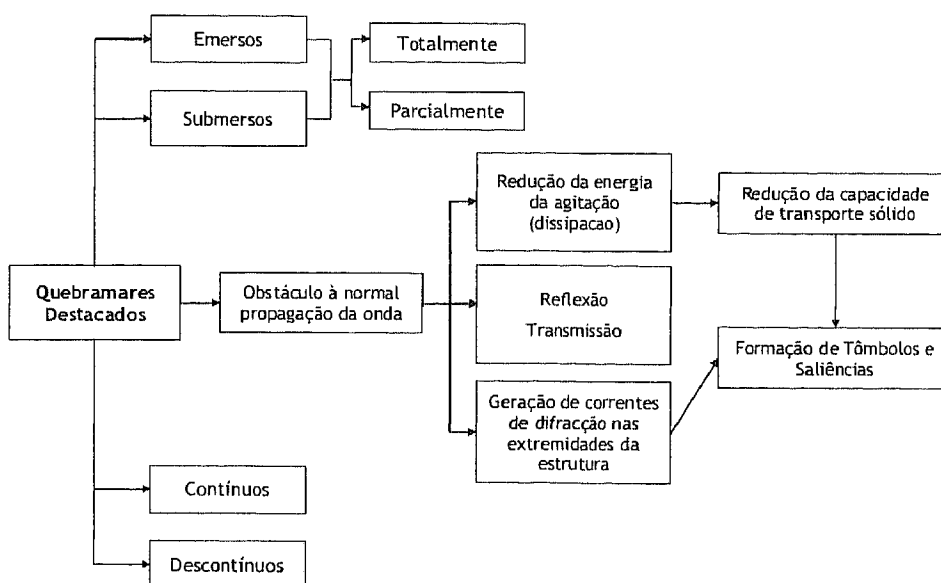 Emersos
Totalmente
Submersos
Parcialmente
Redução da energia
da agitação
(dissipacao)
Redução da capacidade
de transporte sólido
Quebramares
Destacados
Obstáculo à normal
propagação da onda
Reflexão
Transmissão
Formação de Tômbolos e
Saliências
Geração de correntes
de difracção nas
extremidades da
estrutura
Contínuos
Descontínuos